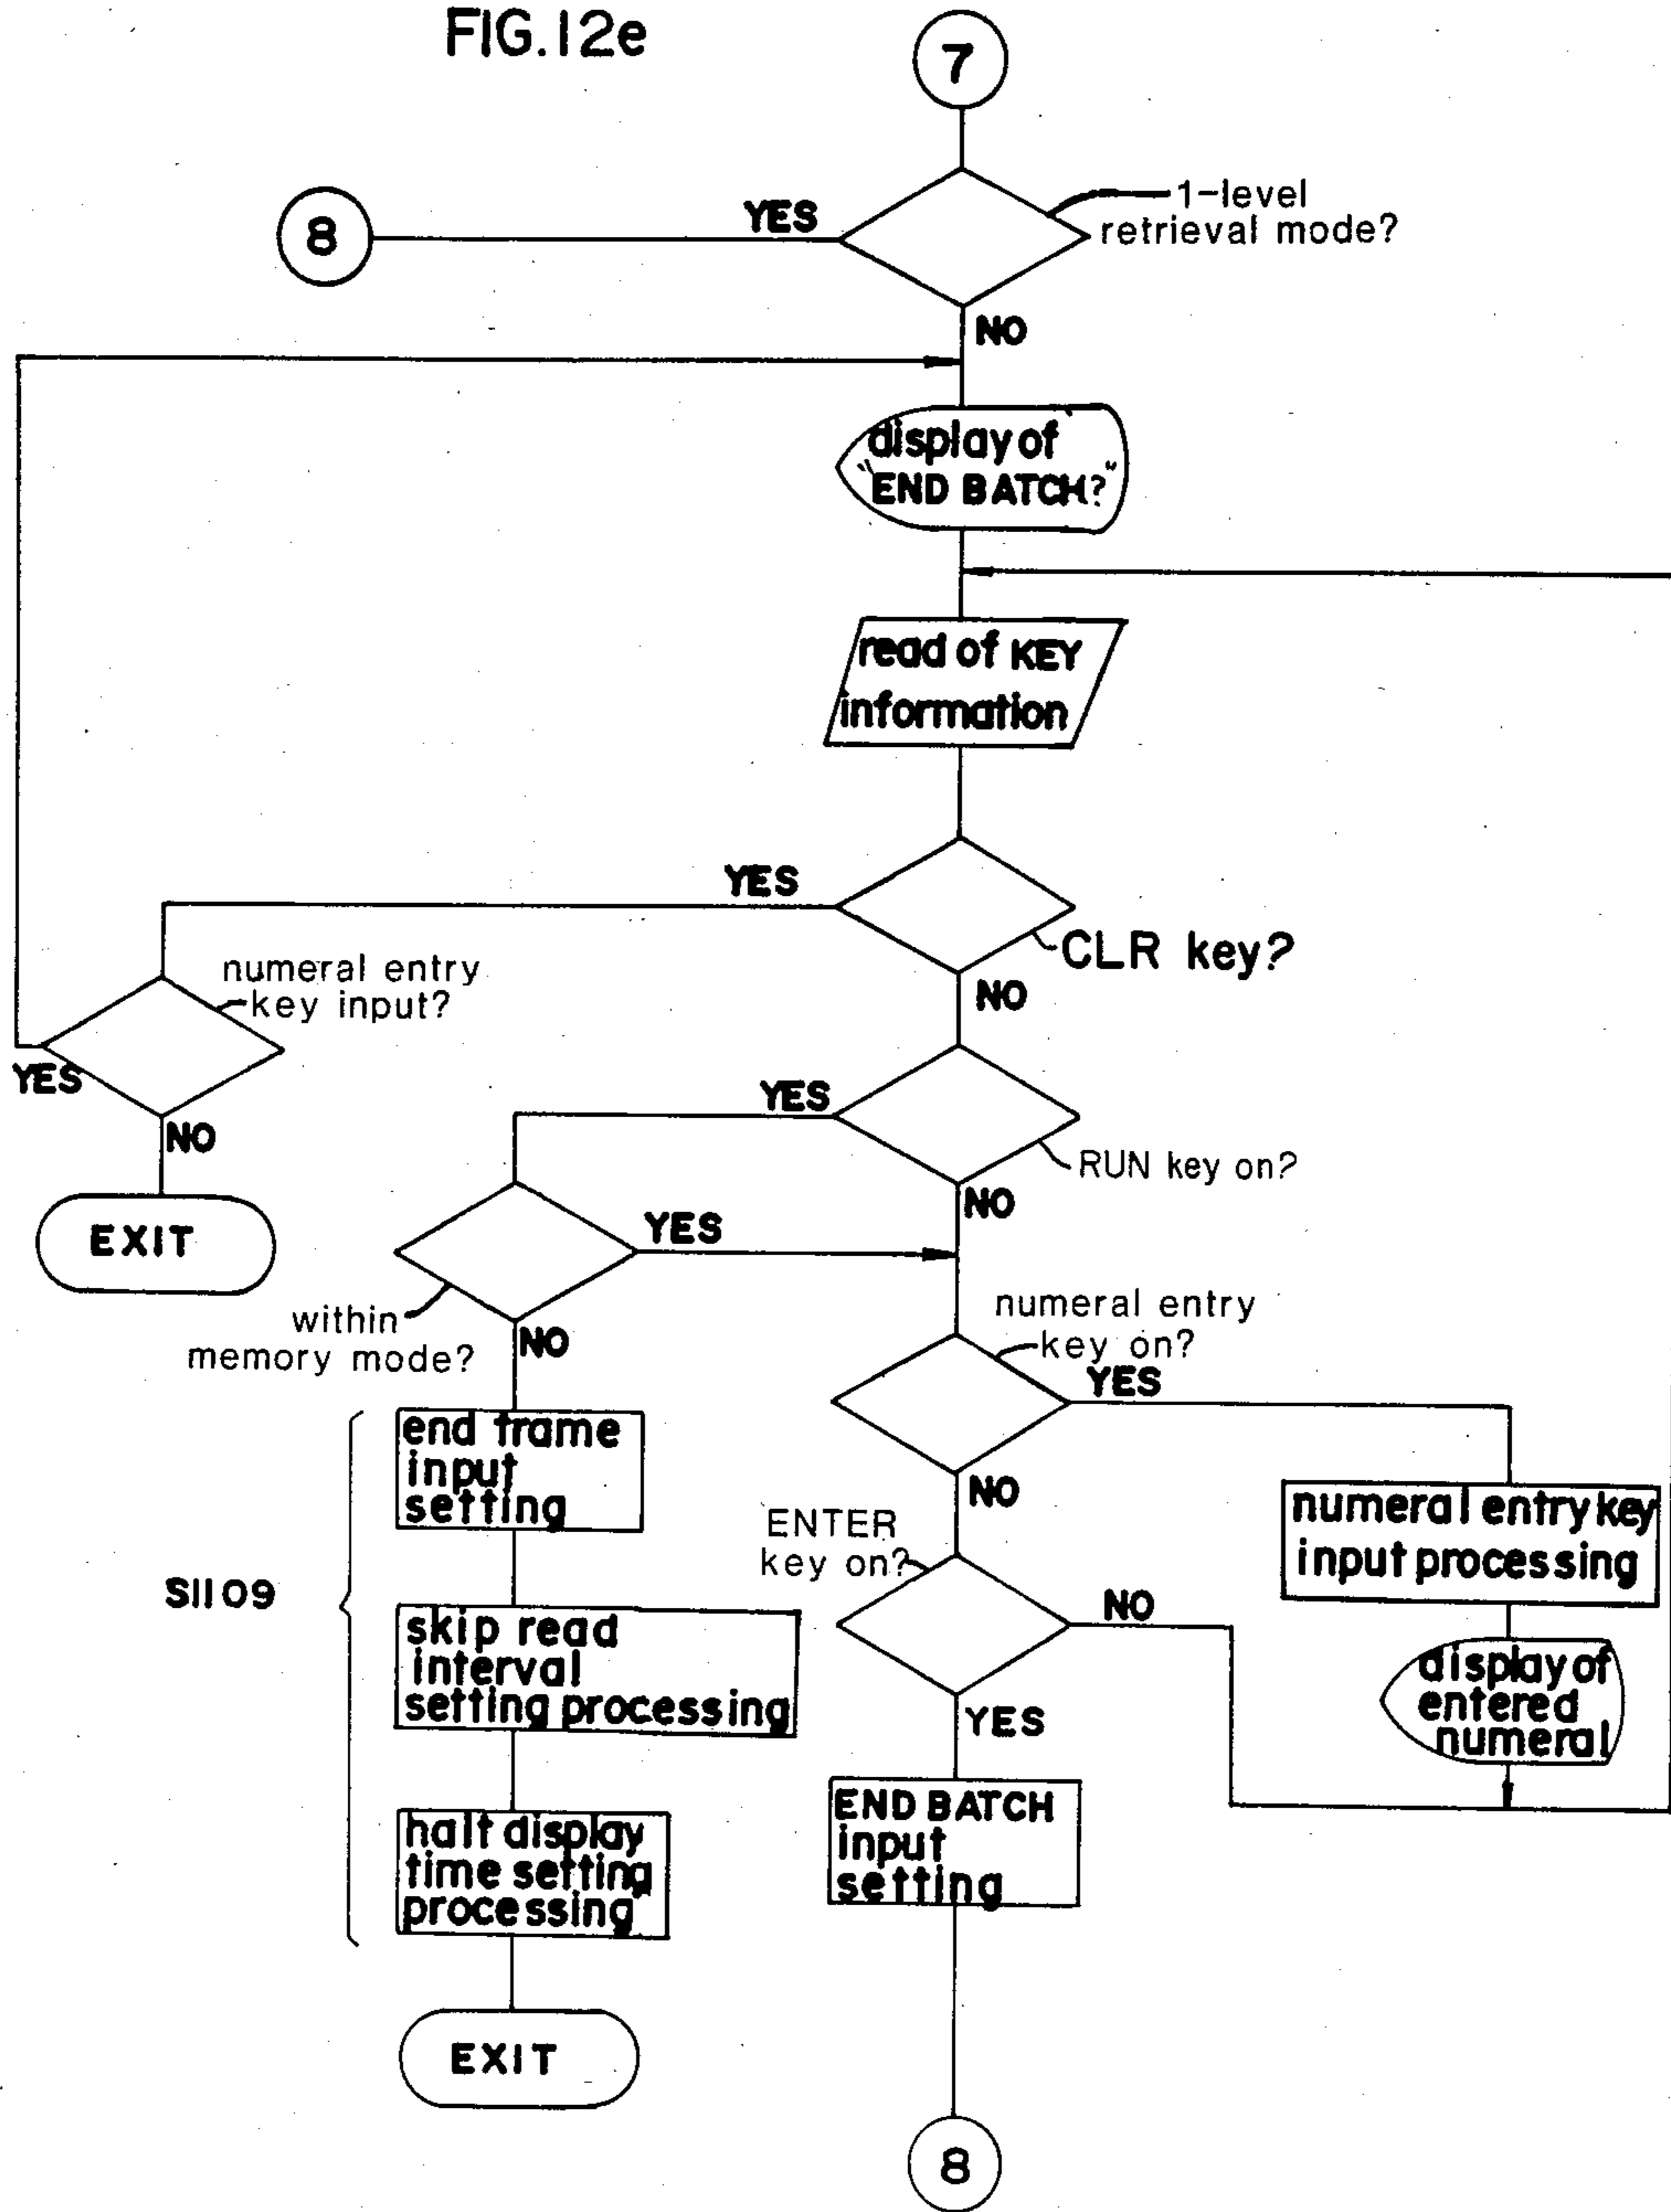 FIG.12e
7
1-level
retrieval mode?
YES
8
NO
display of
"END BATCH?"
read of KEY
information
YES
CLR key?
numeral entry
key input?
NO
YES
YES
NO
RUN key on?
NO
EXIT
YES
within
memory mode?
NO
numeral entry
key on?
YES
end frame
input
setting
NO
numeral entry key
input processing
ENTER
key on?
S1109
NO
skip read
interval
setting processing
display of
entered
numeral
YES
END BATCH
input
setting
halt display
time setting
processing
EXIT
8